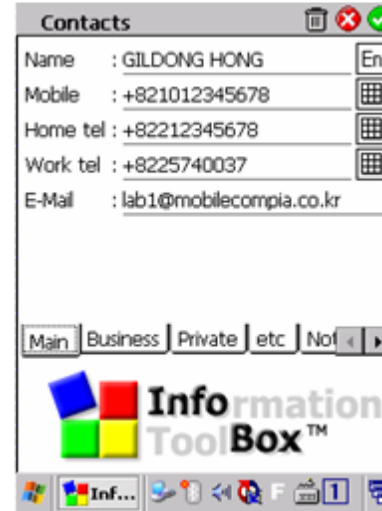 Contacts
Name : GILDONG HONG En
Mobile : +821012345678
Home tel : +82212345678
Work tel : +8225740037
E-Mail : lab1@mobilecompia.co.kr
Main Business Private etc Not
Information
ToolBox™
Inf... F 1